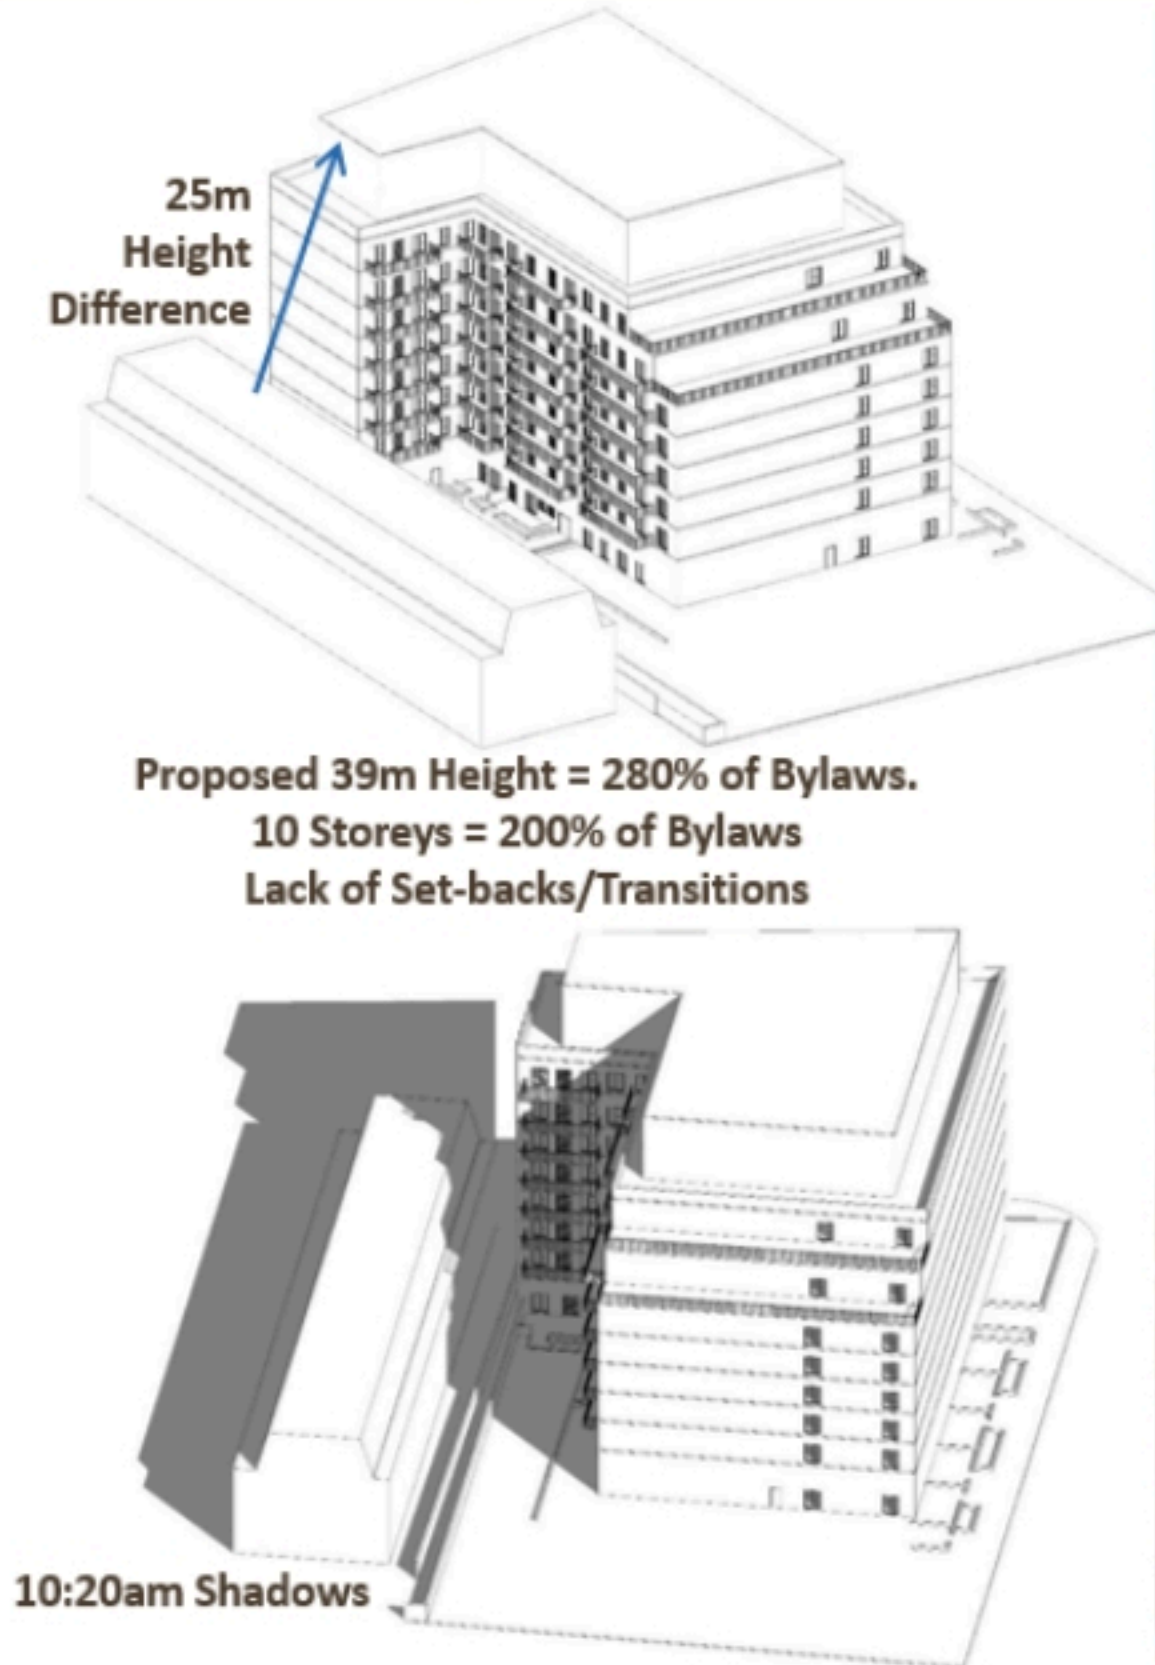 25m
Height
Difference
Proposed 39m Height = 280% of Bylaws.
10 Storeys = 200% of Bylaws
Lack of Set-backs/Transitions
10:20am Shadows